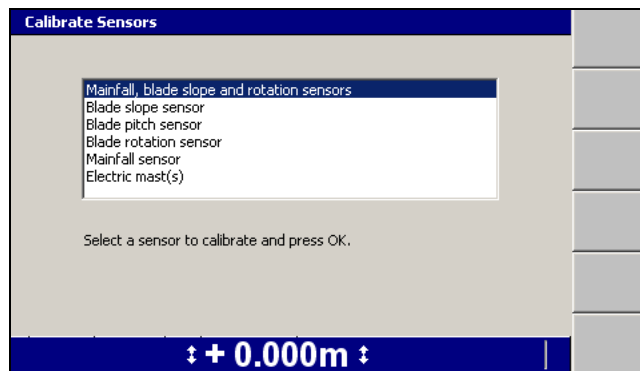 Calibrate Sensors
Mainfall, blade slope and rotation sensors
Blade slope sensor
Blade pitch sensor
Blade rotation sensor
Mainfall sensor
Electric mast(s)
Select a sensor to calibrate and press OK.
↕ + 0.000m ↕